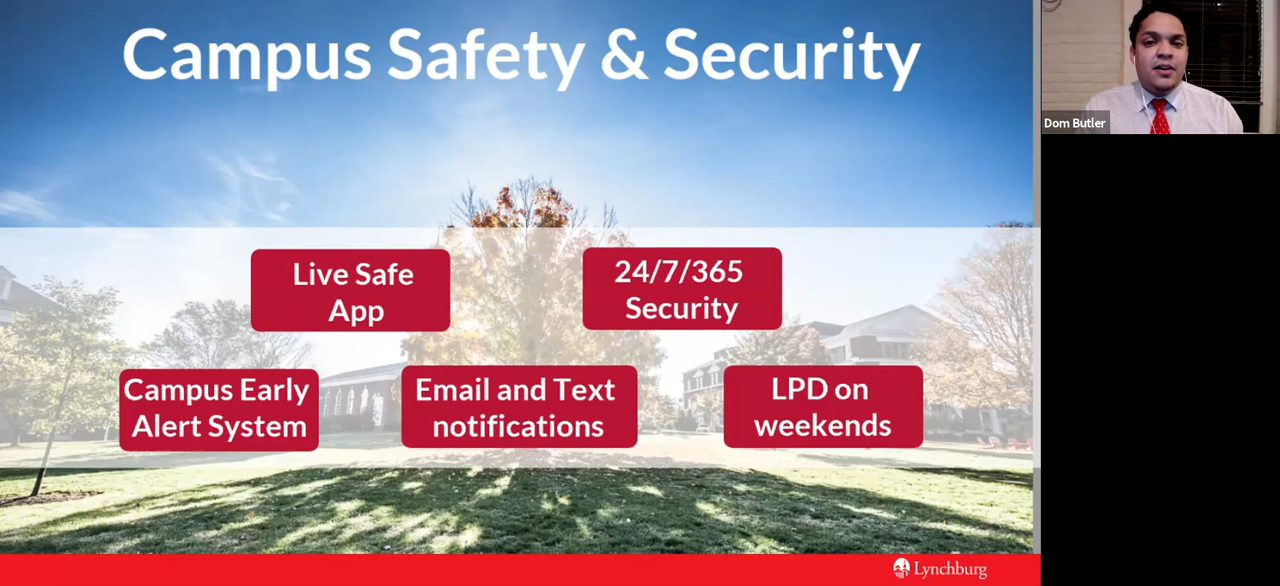 Campus Safety & Security
Dom Butler
Live Safe
App
24/7/365
Security
Campus Early
Alert System
Email and Text
notifications
LPD on
weekends
Lynchburg